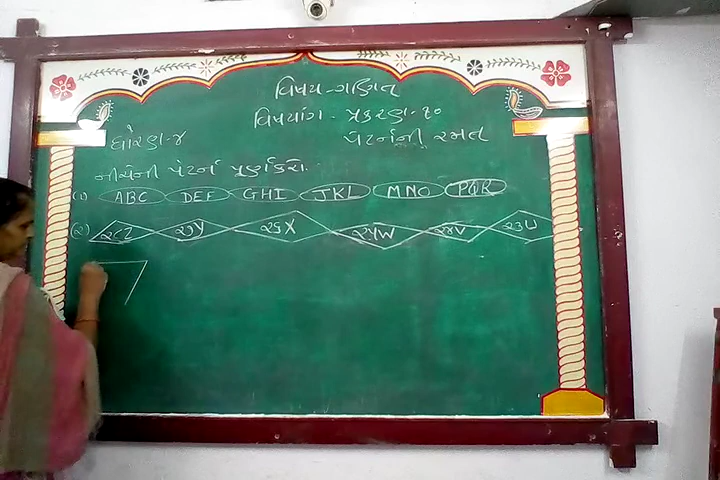 વિષય-ગણિત
વિષયાંગ- પ્રકરણ-૧૦
ધોરણ-૪ પેટર્નની રમત
નીચેની પેટર્ન પૂર્ણ કરો.
(૧) ABC DEF GHI JKL MNO PQR
(૨) ૨૮Z ૨૭Y ૨૬X ૨૫W ૨૪V ૨૩U